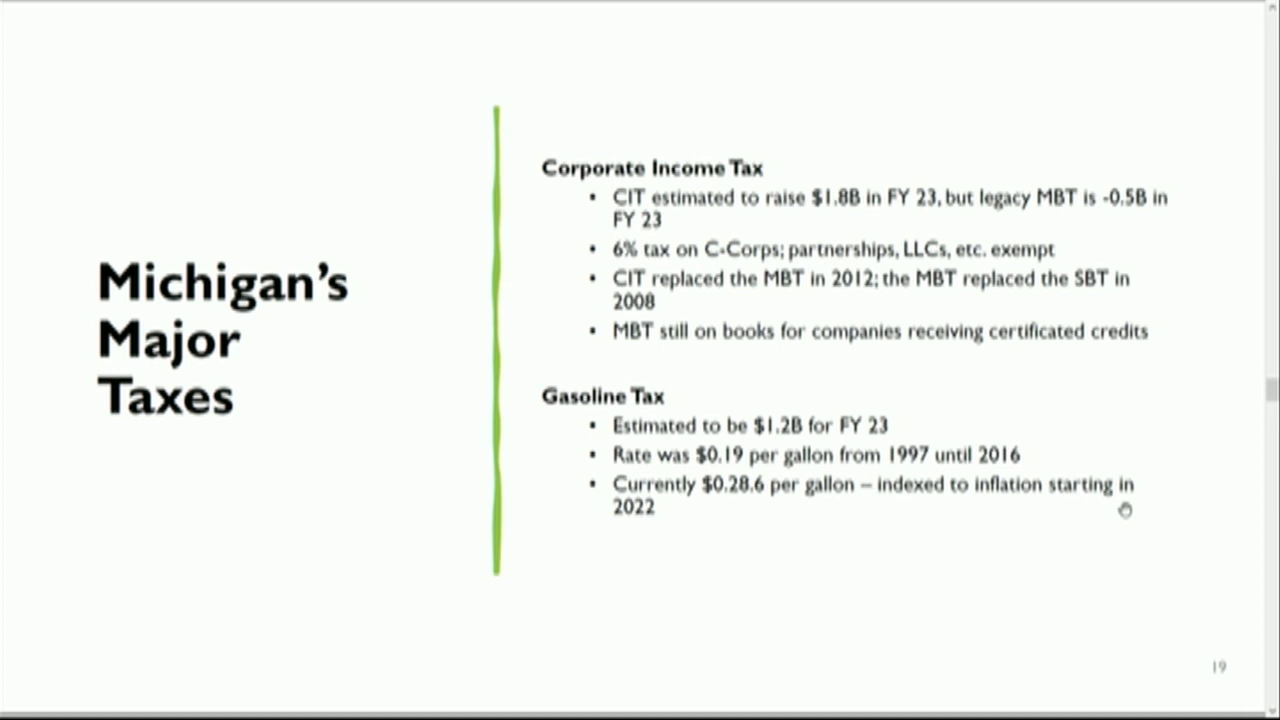 Michigan's
Major
Taxes
Corporate Income Tax
• CIT estimated to raise $1.8B in FY 23, but legacy MBT is -0.5B in
FY 23
• 6% tax on C-Corps; partnerships, LLCs, etc. exempt
• CIT replaced the MBT in 2012; the MBT replaced the SBT in
2008
• MBT still on books for companies receiving certificated credits
Gasoline Tax
• Estimated to be $1.2B for FY 23
• Rate was $0.19 per gallon from 1997 until 2016
• Currently $0.28.6 per gallon – indexed to inflation starting in
2022
19